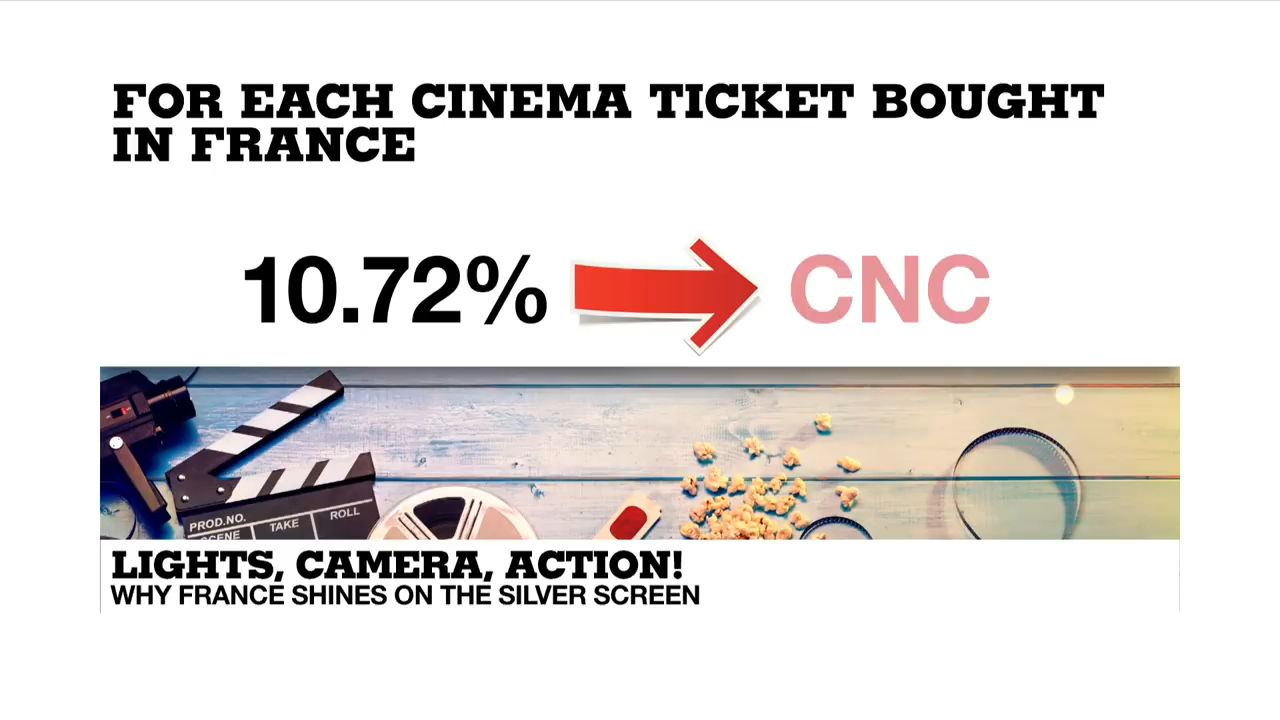 FOR EACH CINEMA TICKET BOUGHT
IN FRANCE
10.72% CNC
PROD.NO.
SCENE TAKE ROLL
LIGHTS, CAMERA, ACTION!
WHY FRANCE SHINES ON THE SILVER SCREEN